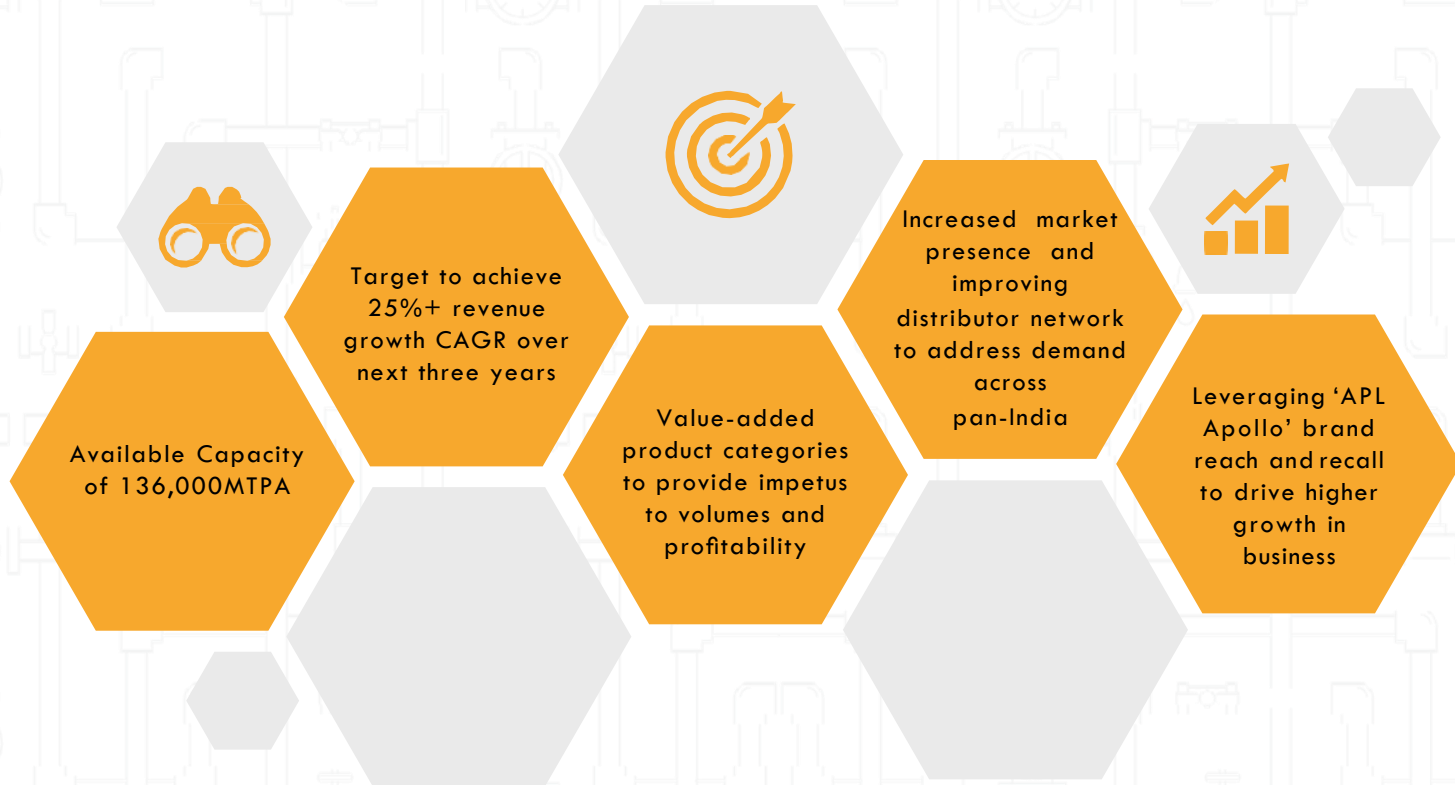 Available Capacity
of 136,000MTPA
Target to achieve
25%+ revenue
growth CAGR over
next three years
Value-added
product categories
to provide impetus
to volumes and
profitability
Increased market
presence and
improving
distributor network
to address demand
across
pan-India
Leveraging ‘APL
Apollo’ brand
reach and recall
to drive higher
growth in
business